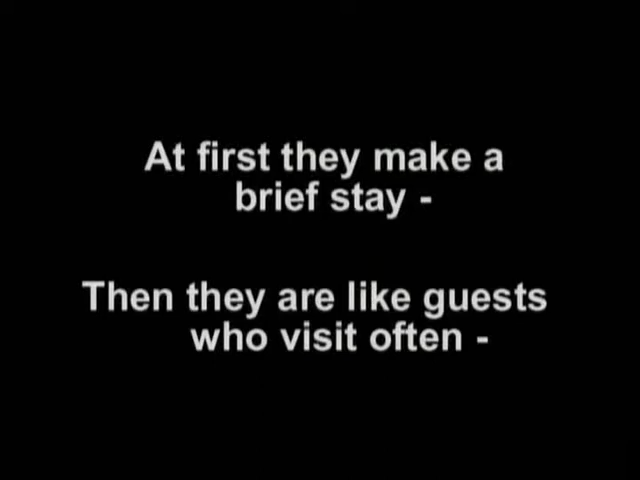 At first they make a
brief stay -
Then they are like guests
who visit often -